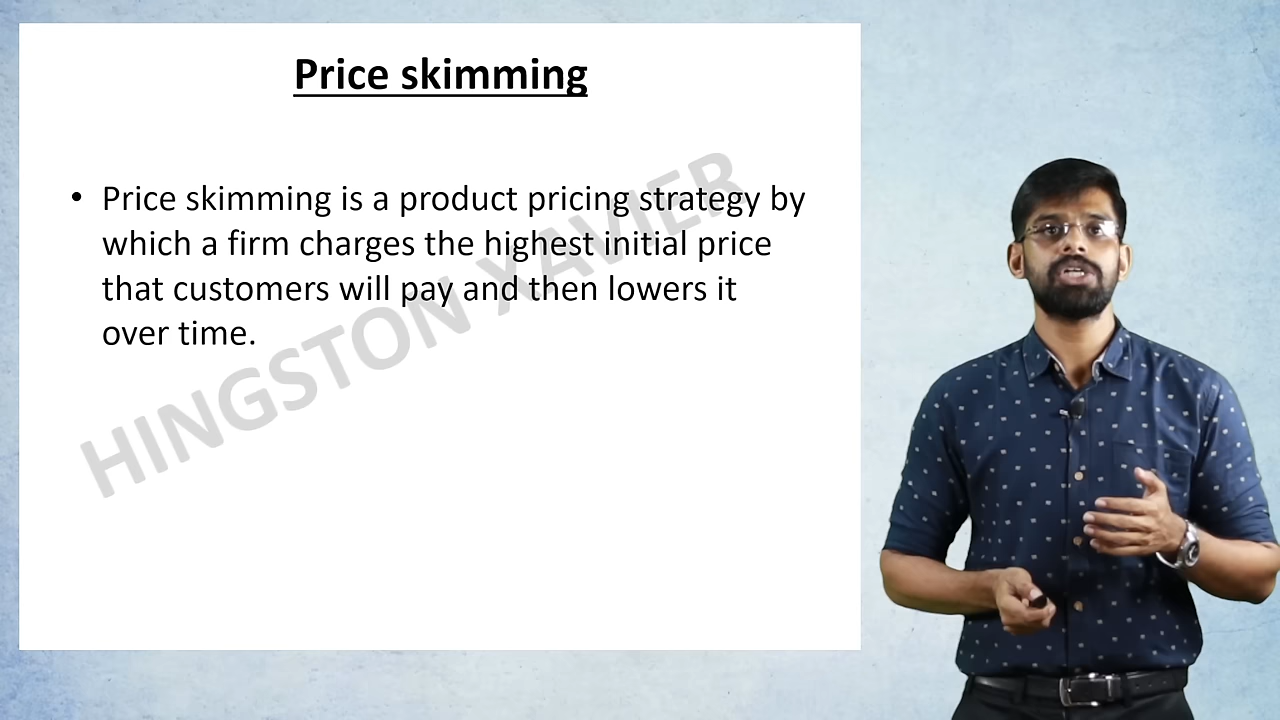 Price skimming
• Price skimming is a product pricing strategy by
which a firm charges the highest initial price
that customers will pay and then lowers it
over time.
HINGSTON XAVIER